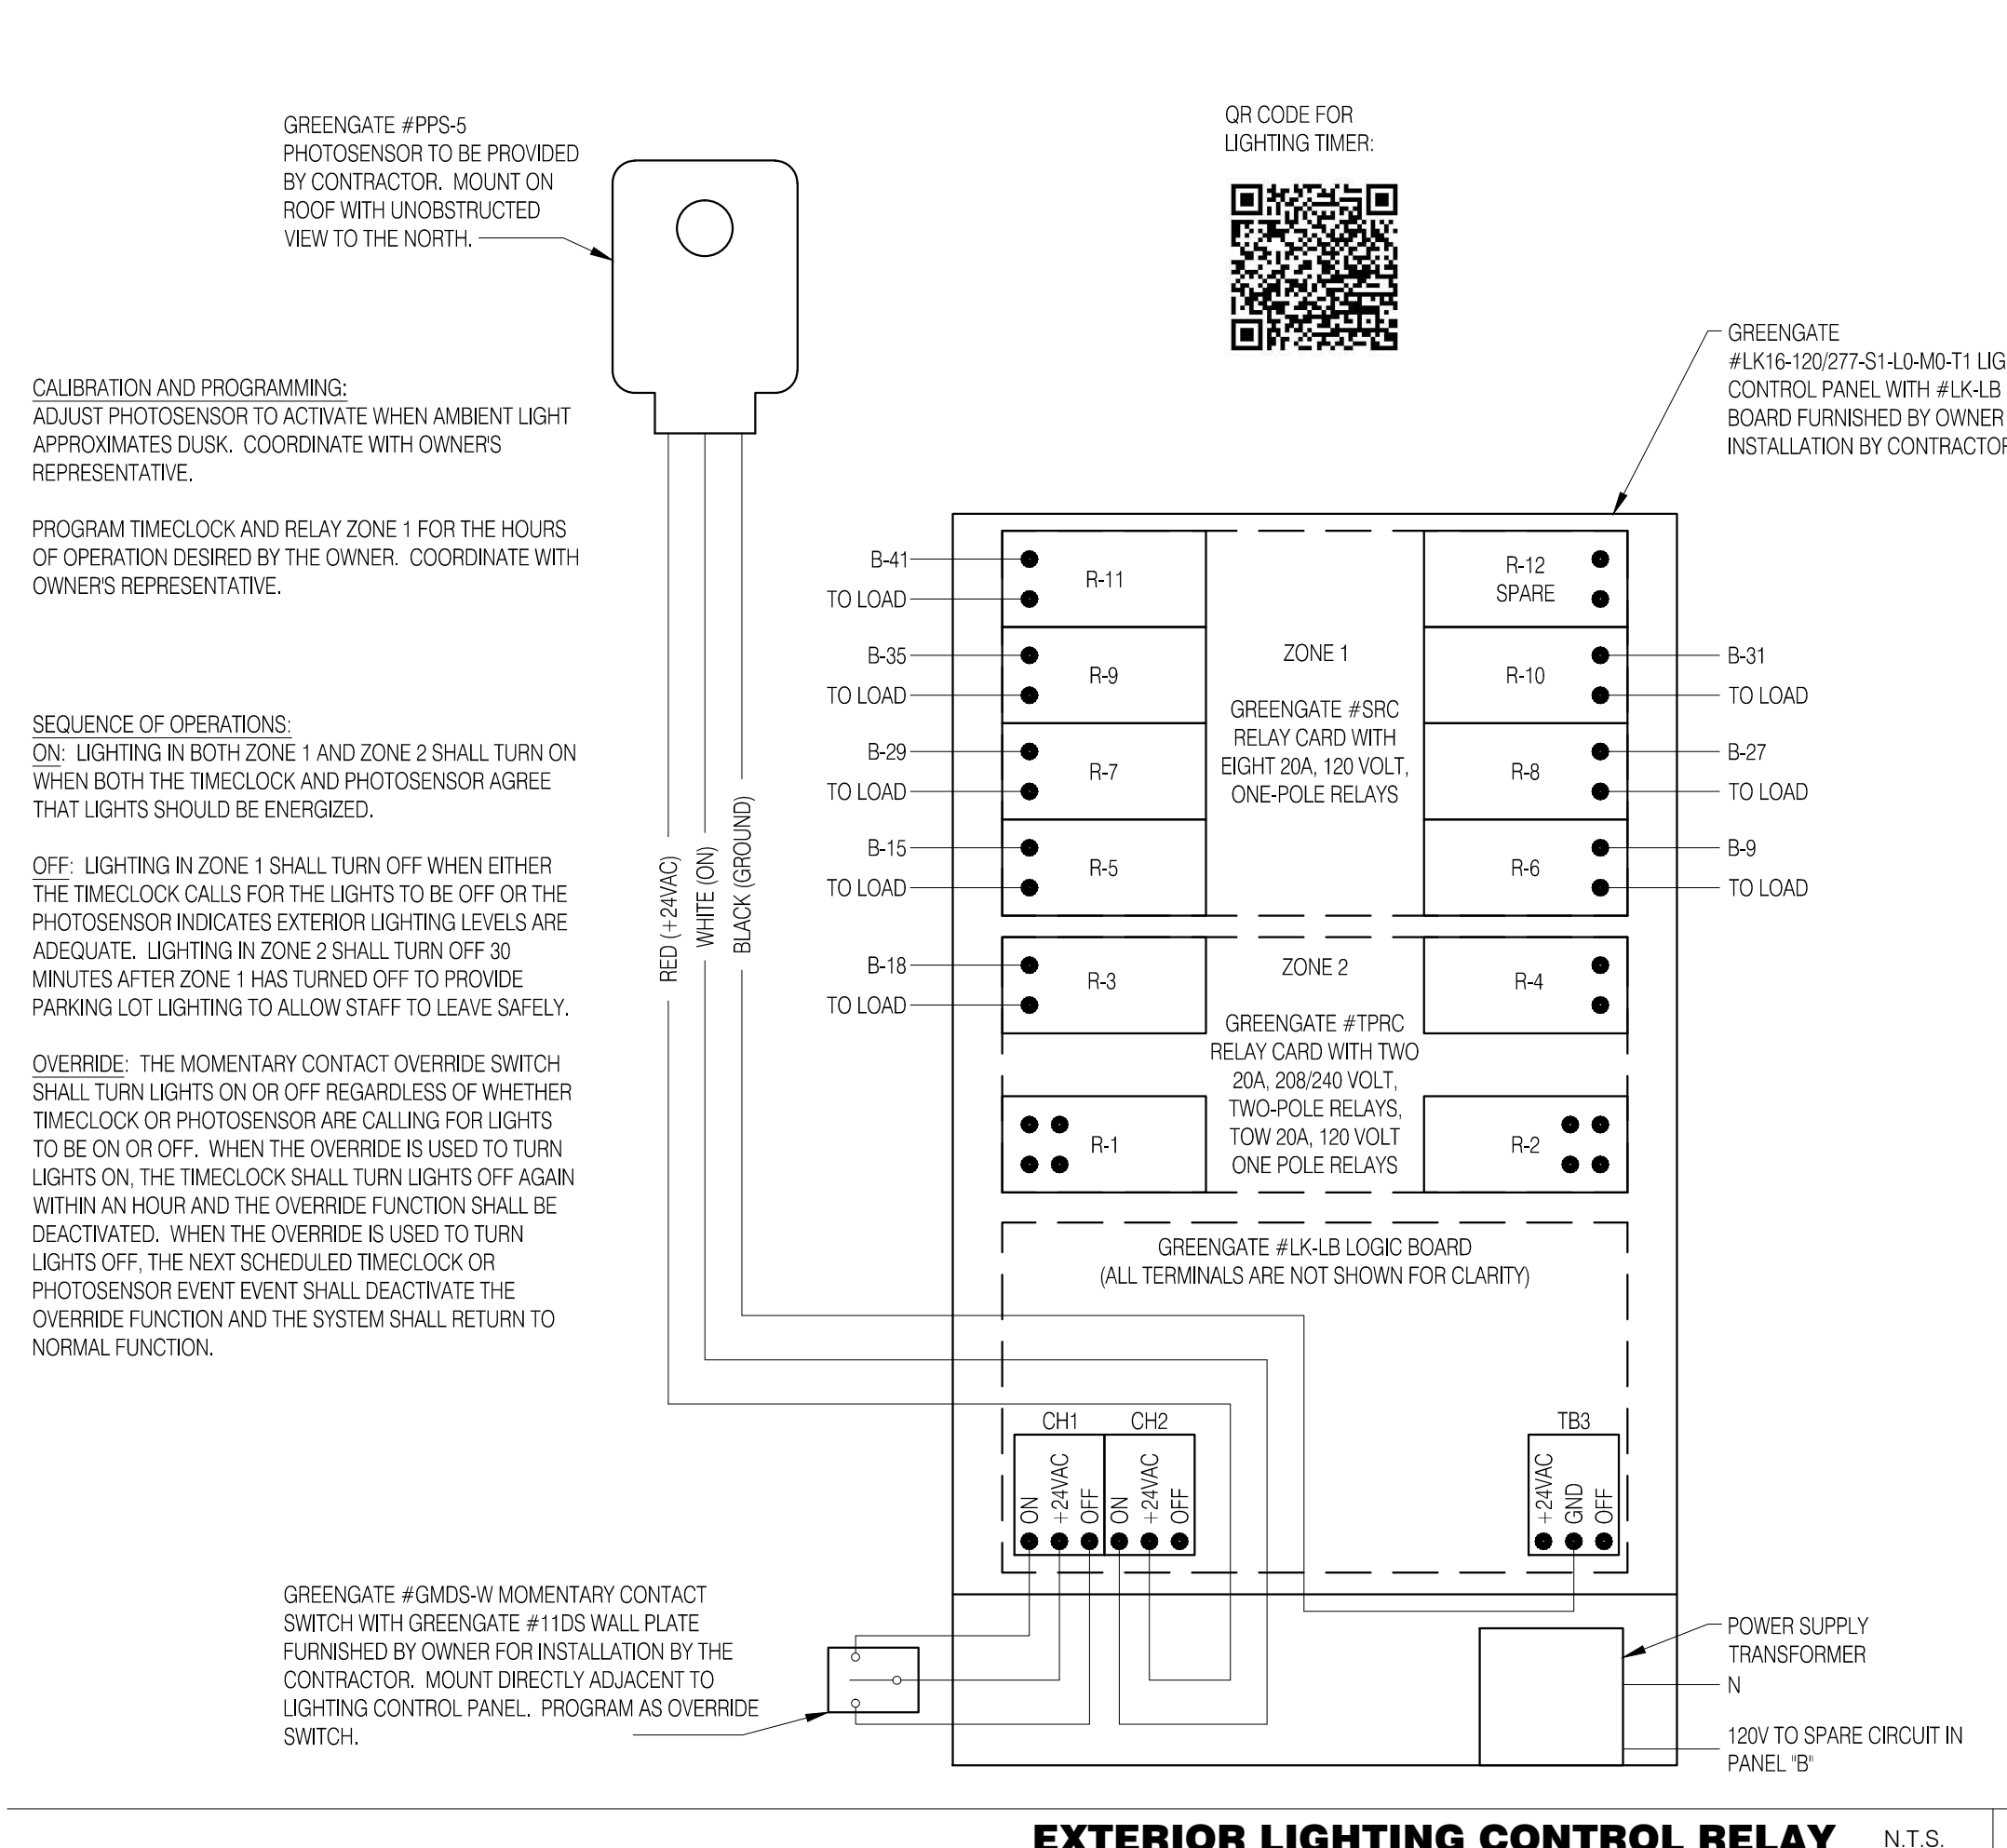 GREENGATE #PPS-5
PHOTOSENSOR TO BE PROVIDED
BY CONTRACTOR. MOUNT ON
ROOF WITH UNOBSTRUCTED
VIEW TO THE NORTH.
QR CODE FOR
LIGHTING TIMER:
GREENGATE
#LK16-120/277-S1-L0-M0-T1 LIG
CONTROL PANEL WITH #LK-LB
BOARD FURNISHED BY OWNER
INSTALLATION BY CONTRACTOR
CALIBRATION AND PROGRAMMING:
ADJUST PHOTOSENSOR TO ACTIVATE WHEN AMBIENT LIGHT
APPROXIMATES DUSK. COORDINATE WITH OWNER'S
REPRESENTATIVE.
PROGRAM TIMECLOCK AND RELAY ZONE 1 FOR THE HOURS
OF OPERATION DESIRED BY THE OWNER. COORDINATE WITH
OWNER'S REPRESENTATIVE.
SEQUENCE OF OPERATIONS:
ON: LIGHTING IN BOTH ZONE 1 AND ZONE 2 SHALL TURN ON
WHEN BOTH THE TIMECLOCK AND PHOTOSENSOR AGREE
THAT LIGHTS SHOULD BE ENERGIZED.
OFF: LIGHTING IN ZONE 1 SHALL TURN OFF WHEN EITHER
THE TIMECLOCK CALLS FOR THE LIGHTS TO BE OFF OR THE
PHOTOSENSOR INDICATES EXTERIOR LIGHTING LEVELS ARE
ADEQUATE. LIGHTING IN ZONE 2 SHALL TURN OFF 30
MINUTES AFTER ZONE 1 HAS TURNED OFF TO PROVIDE
PARKING LOT LIGHTING TO ALLOW STAFF TO LEAVE SAFELY.
OVERRIDE: THE MOMENTARY CONTACT OVERRIDE SWITCH
SHALL TURN LIGHTS ON OR OFF REGARDLESS OF WHETHER
TIMECLOCK OR PHOTOSENSOR ARE CALLING FOR LIGHTS
TO BE ON OR OFF. WHEN THE OVERRIDE IS USED TO TURN
LIGHTS ON, THE TIMECLOCK SHALL TURN LIGHTS OFF AGAIN
WITHIN AN HOUR AND THE OVERRIDE FUNCTION SHALL BE
DEACTIVATED. WHEN THE OVERRIDE IS USED TO TURN
LIGHTS OFF, THE NEXT SCHEDULED TIMECLOCK OR
PHOTOSENSOR EVENT EVENT SHALL DEACTIVATE THE
OVERRIDE FUNCTION AND THE SYSTEM SHALL RETURN TO
NORMAL FUNCTION.
RED (+24VAC)
WHITE (ON)
BLACK (GROUND)
B-41
TO LOAD
R-11
R-12
SPARE
B-35
TO LOAD
R-9
R-10
B-31
TO LOAD
B-29
TO LOAD
R-7
R-8
B-27
TO LOAD
B-15
TO LOAD
R-5
R-6
B-9
TO LOAD
ZONE 1
GREENGATE #SRC
RELAY CARD WITH
EIGHT 20A, 120 VOLT,
ONE-POLE RELAYS
B-18
TO LOAD
R-3
R-4
ZONE 2
GREENGATE #TPRC
RELAY CARD WITH TWO
20A, 208/240 VOLT,
TWO-POLE RELAYS,
TOW 20A, 120 VOLT
ONE POLE RELAYS
R-1
R-2
GREENGATE #LK-LB LOGIC BOARD
(ALL TERMINALS ARE NOT SHOWN FOR CLARITY)
CH1
ON
+24VAC
OFF
CH2
ON
+24VAC
OFF
TB3
+24VAC
GND
OFF
GREENGATE #GMDS-W MOMENTARY CONTACT
SWITCH WITH GREENGATE #11DS WALL PLATE
FURNISHED BY OWNER FOR INSTALLATION BY THE
CONTRACTOR. MOUNT DIRECTLY ADJACENT TO
LIGHTING CONTROL PANEL. PROGRAM AS OVERRIDE
SWITCH.
POWER SUPPLY
TRANSFORMER
N
120V TO SPARE CIRCUIT IN
PANEL "B"
EXTERIOR LIGHTING CONTROL RELAY N.T.S.